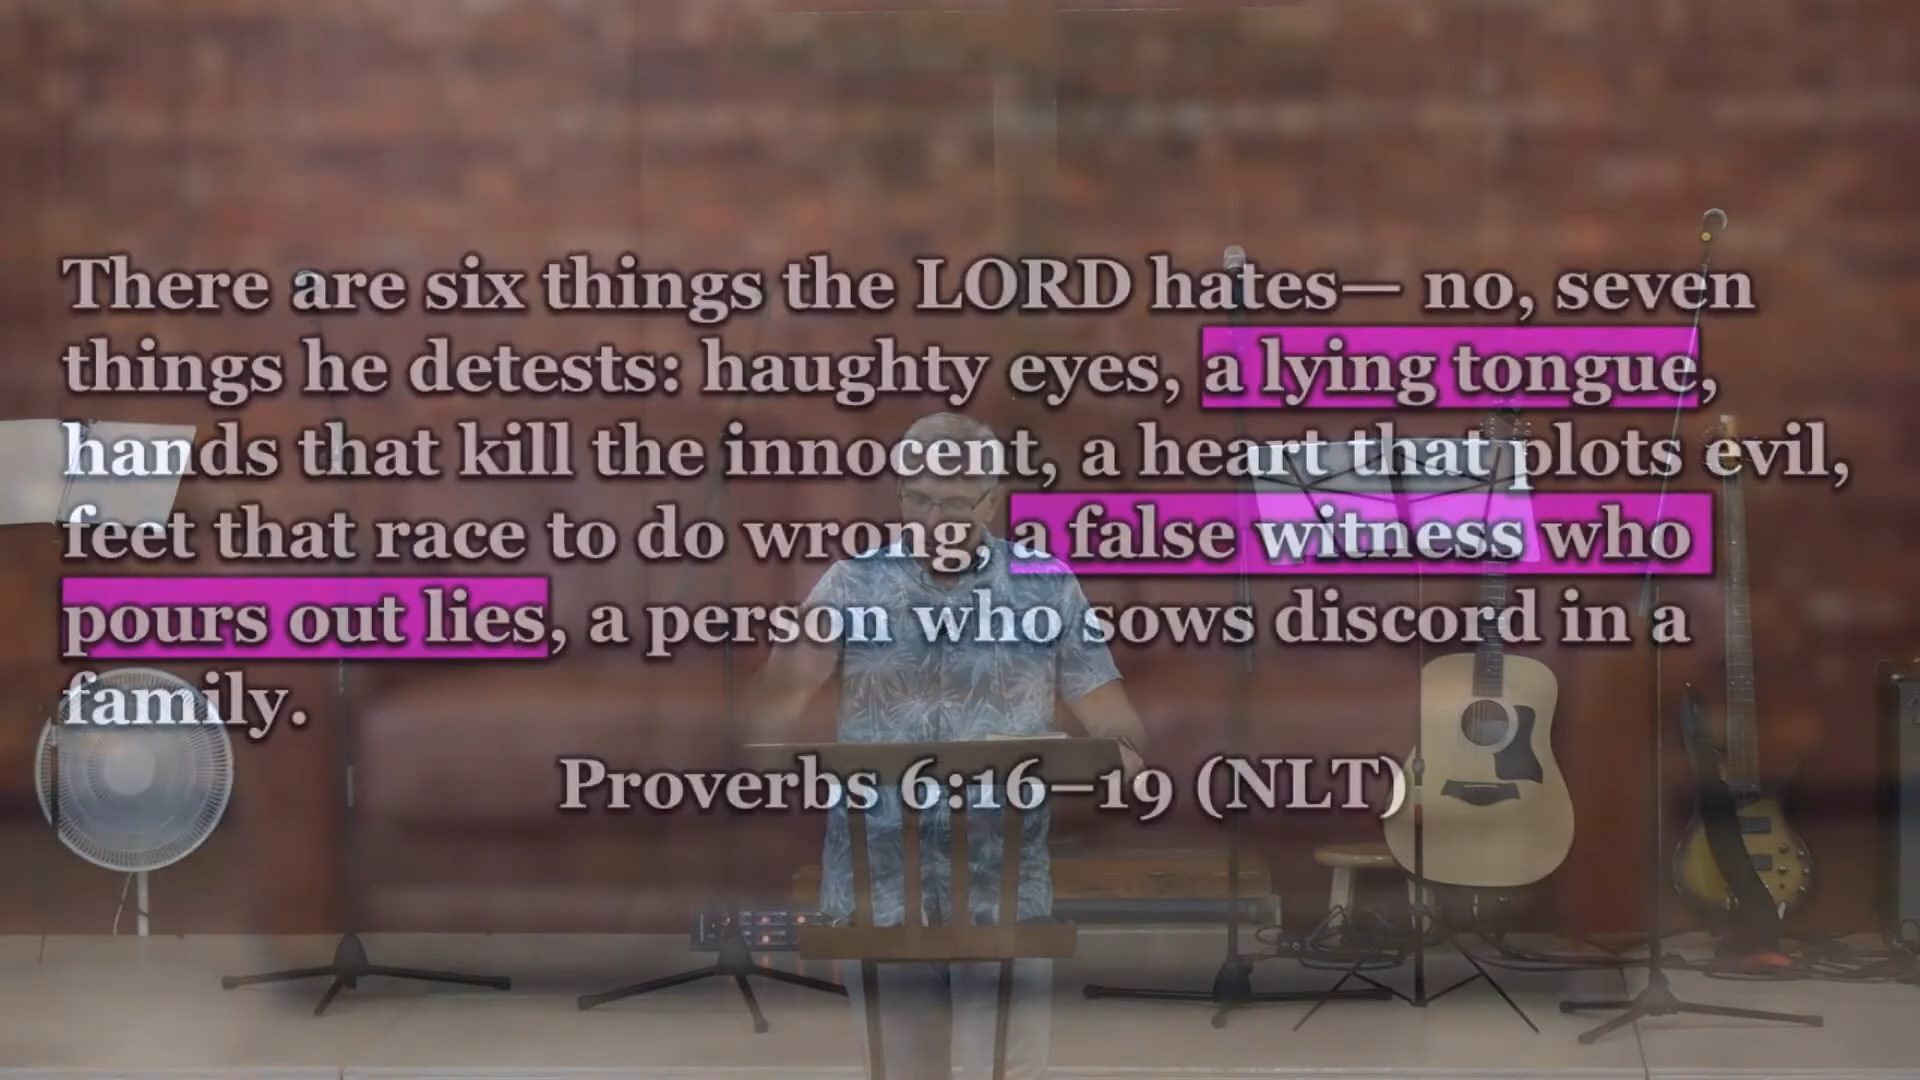 There are six things the LORD hates— no, seven
things he detests: haughty eyes, a lying tongue,
hands that kill the innocent, a heart that plots evil,
feet that race to do wrong, a false witness who
pours out lies, a person who sows discord in a
family.
Proverbs 6:16–19 (NLT)